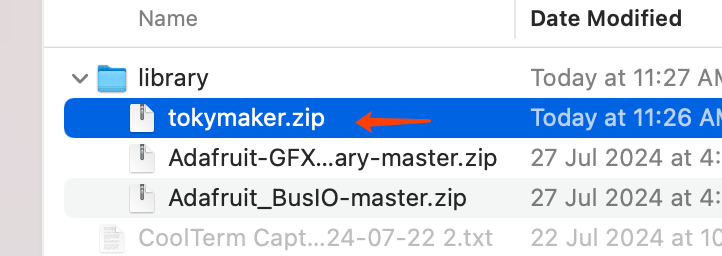 Name Date Modified
library Today at 11:27 AM
tokymaker.zip Today at 11:26 AM
Adafruit-GFX...ary-master.zip 27 Jul 2024 at 4:
Adafruit_BusIO-master.zip 27 Jul 2024 at 4:
CoolTerm Capt...24-07-22 2.txt 22 Jul 2024 at 10